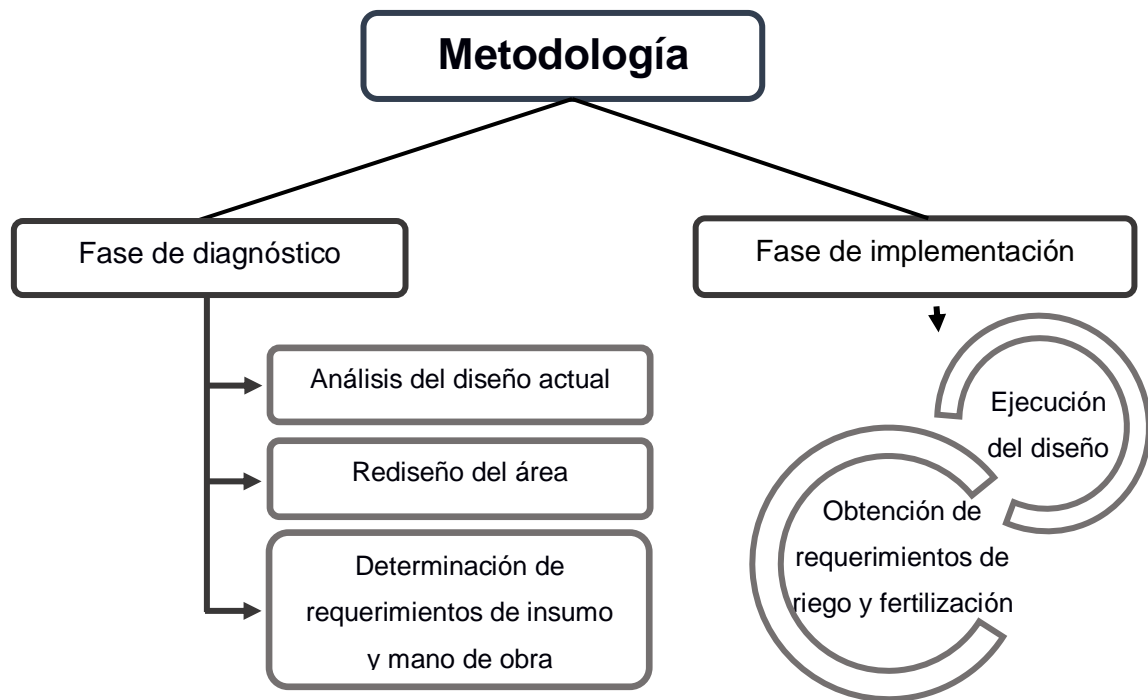 Metodología
Fase de diagnóstico
Análisis del diseño actual
Rediseño del área
Determinación de
requerimientos de insumo
y mano de obra
Fase de implementación
Ejecución
del diseño
Obtención de
requerimientos de
riego y fertilización